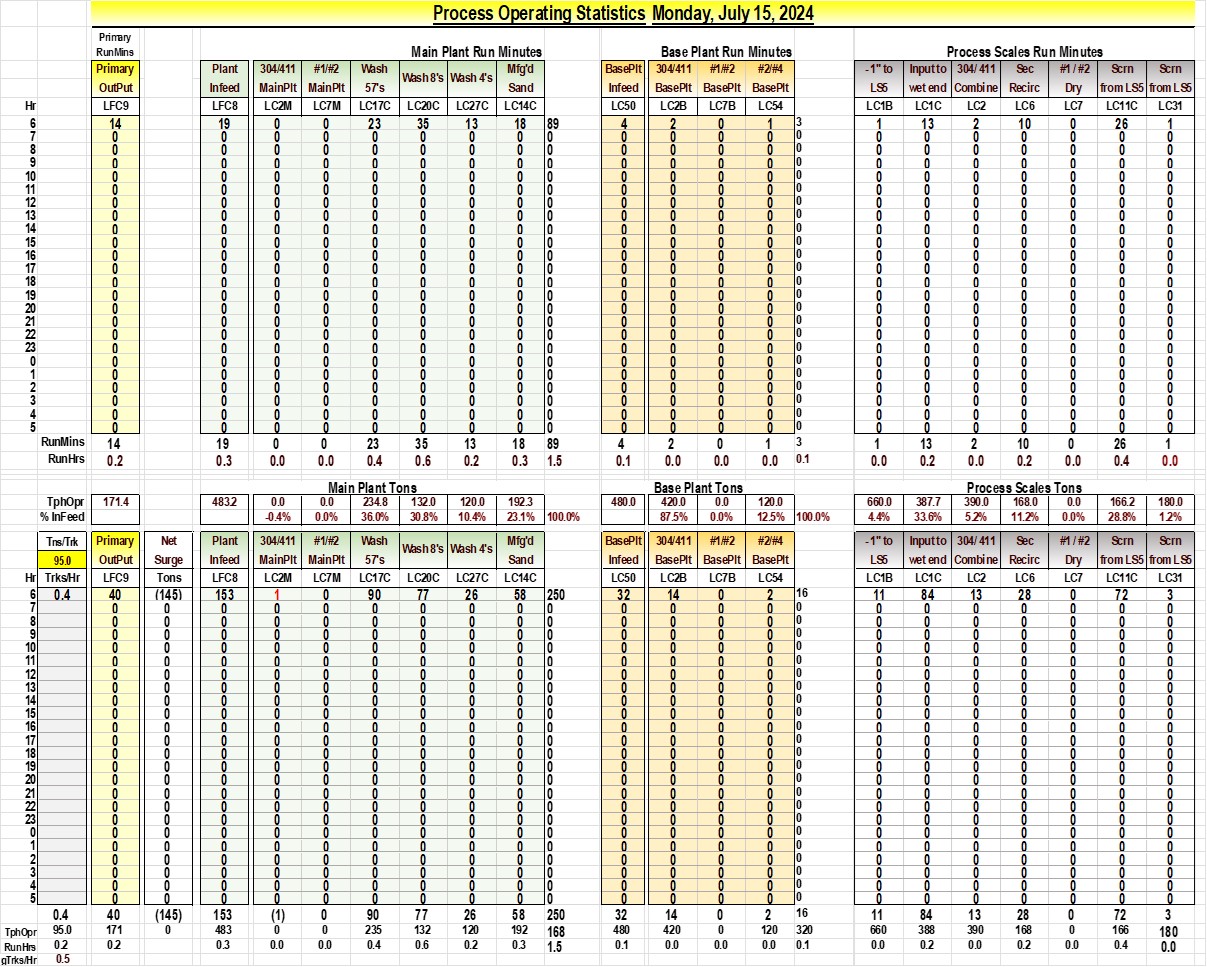 Process Operating Statistics Monday, July 15, 2024
Primary
RunMins Main Plant Run Minutes Base Plant Run Minutes Process Scales Run Minutes
Primary Plant 304/411 #1/#2 Wash Wash 8's Wash 4's Mfg'd BasePlt 304/411 #1/#2 #2/#4 -1" to Input to 304/ 411 Sec #1 / #2 Scrn Scrn
OutPut Infeed MainPlt MainPlt 57's Sand Infeed BasePlt BasePlt BasePlt LS5 wet end Combine Recirc Dry from LS5 from LS5
Hr LFC9 LFC8 LC2M LC7M LC17C LC20C LC27C LC14C LC50 LC2B LC7B LC54 LC1B LC1C LC2 LC6 LC7 LC11C LC31
6 14 19 0 0 23 35 13 18 89 4 2 0 1 3 1 13 2 10 0 26 1
7 0 0 0 0 0 0 0 0 0 0 0 0 0 0 0 0 0 0 0 0 0
8 0 0 0 0 0 0 0 0 0 0 0 0 0 0 0 0 0 0 0 0 0
9 0 0 0 0 0 0 0 0 0 0 0 0 0 0 0 0 0 0 0 0 0
10 0 0 0 0 0 0 0 0 0 0 0 0 0 0 0 0 0 0 0 0 0
11 0 0 0 0 0 0 0 0 0 0 0 0 0 0 0 0 0 0 0 0 0
12 0 0 0 0 0 0 0 0 0 0 0 0 0 0 0 0 0 0 0 0 0
13 0 0 0 0 0 0 0 0 0 0 0 0 0 0 0 0 0 0 0 0 0
14 0 0 0 0 0 0 0 0 0 0 0 0 0 0 0 0 0 0 0 0 0
15 0 0 0 0 0 0 0 0 0 0 0 0 0 0 0 0 0 0 0 0 0
16 0 0 0 0 0 0 0 0 0 0 0 0 0 0 0 0 0 0 0 0 0
17 0 0 0 0 0 0 0 0 0 0 0 0 0 0 0 0 0 0 0 0 0
18 0 0 0 0 0 0 0 0 0 0 0 0 0 0 0 0 0 0 0 0 0
19 0 0 0 0 0 0 0 0 0 0 0 0 0 0 0 0 0 0 0 0 0
20 0 0 0 0 0 0 0 0 0 0 0 0 0 0 0 0 0 0 0 0 0
21 0 0 0 0 0 0 0 0 0 0 0 0 0 0 0 0 0 0 0 0 0
22 0 0 0 0 0 0 0 0 0 0 0 0 0 0 0 0 0 0 0 0 0
23 0 0 0 0 0 0 0 0 0 0 0 0 0 0 0 0 0 0 0 0 0
0 0 0 0 0 0 0 0 0 0 0 0 0 0 0 0 0 0 0 0 0 0
1 0 0 0 0 0 0 0 0 0 0 0 0 0 0 0 0 0 0 0 0 0
2 0 0 0 0 0 0 0 0 0 0 0 0 0 0 0 0 0 0 0 0 0
3 0 0 0 0 0 0 0 0 0 0 0 0 0 0 0 0 0 0 0 0 0
4 0 0 0 0 0 0 0 0 0 0 0 0 0 0 0 0 0 0 0 0 0
5 0 0 0 0 0 0 0 0 0 0 0 0 0 0 0 0 0 0 0 0 0
RunMins 14 19 0 0 23 35 13 18 89 4 2 0 1 3 1 13 2 10 0 26 1
RunHrs 0.2 0.3 0.0 0.0 0.4 0.6 0.2 0.3 1.5 0.1 0.0 0.0 0.0 0.1 0.0 0.2 0.0 0.2 0.0 0.4 0.0
Main Plant Tons Base Plant Tons Process Scales Tons
TphOpr 171.4 483.2 0.0 0.0 234.8 132.0 120.0 192.3 480.0 420.0 0.0 120.0 660.0 387.7 390.0 168.0 0.0 166.2 180.0
% InFeed -0.4% 0.0% 36.0% 30.8% 10.4% 23.1% 100.0% 87.5% 0.0% 12.5% 100.0% 4.4% 33.6% 5.2% 11.2% 0.0% 28.8% 1.2%
Tns/Trk Primary Net Plant 304/411 #1/#2 Wash Wash 8's Wash 4's Mfg'd BasePlt 304/411 #1/#2 #2/#4 -1" to Input to 304/ 411 Sec #1 / #2 Scrn Scrn
95.0 OutPut Surge Infeed MainPlt MainPlt 57's Sand Infeed BasePlt BasePlt BasePlt LS5 wet end Combine Recirc Dry from LS5 from LS5
Hr Trks/Hr LFC9 Tons LFC8 LC2M LC7M LC17C LC20C LC27C LC14C LC50 LC2B LC7B LC54 LC1B LC1C LC2 LC6 LC7 LC11C LC31
6 0.4 40 (145) 153 1 0 90 77 26 58 250 32 14 0 2 16 11 84 13 28 0 72 3
7 0 0 0 0 0 0 0 0 0 0 0 0 0 0 0 0 0 0 0 0 0 0
8 0 0 0 0 0 0 0 0 0 0 0 0 0 0 0 0 0 0 0 0 0 0
9 0 0 0 0 0 0 0 0 0 0 0 0 0 0 0 0 0 0 0 0 0 0
10 0 0 0 0 0 0 0 0 0 0 0 0 0 0 0 0 0 0 0 0 0 0
11 0 0 0 0 0 0 0 0 0 0 0 0 0 0 0 0 0 0 0 0 0 0
12 0 0 0 0 0 0 0 0 0 0 0 0 0 0 0 0 0 0 0 0 0 0
13 0 0 0 0 0 0 0 0 0 0 0 0 0 0 0 0 0 0 0 0 0 0
14 0 0 0 0 0 0 0 0 0 0 0 0 0 0 0 0 0 0 0 0 0 0
15 0 0 0 0 0 0 0 0 0 0 0 0 0 0 0 0 0 0 0 0 0 0
16 0 0 0 0 0 0 0 0 0 0 0 0 0 0 0 0 0 0 0 0 0 0
17 0 0 0 0 0 0 0 0 0 0 0 0 0 0 0 0 0 0 0 0 0 0
18 0 0 0 0 0 0 0 0 0 0 0 0 0 0 0 0 0 0 0 0 0 0
19 0 0 0 0 0 0 0 0 0 0 0 0 0 0 0 0 0 0 0 0 0 0
20 0 0 0 0 0 0 0 0 0 0 0 0 0 0 0 0 0 0 0 0 0 0
21 0 0 0 0 0 0 0 0 0 0 0 0 0 0 0 0 0 0 0 0 0 0
22 0 0 0 0 0 0 0 0 0 0 0 0 0 0 0 0 0 0 0 0 0 0
23 0 0 0 0 0 0 0 0 0 0 0 0 0 0 0 0 0 0 0 0 0 0
0 0 0 0 0 0 0 0 0 0 0 0 0 0 0 0 0 0 0 0 0 0 0
1 0 0 0 0 0 0 0 0 0 0 0 0 0 0 0 0 0 0 0 0 0 0
2 0 0 0 0 0 0 0 0 0 0 0 0 0 0 0 0 0 0 0 0 0 0
3 0 0 0 0 0 0 0 0 0 0 0 0 0 0 0 0 0 0 0 0 0 0
4 0 0 0 0 0 0 0 0 0 0 0 0 0 0 0 0 0 0 0 0 0 0
5 0 0 0 0 0 0 0 0 0 0 0 0 0 0 0 0 0 0 0 0 0 0
0.4 40 (145) 153 (1) 0 90 77 26 58 250 32 14 0 2 16 11 84 13 28 0 72 3
TphOpr 95.0 171 0 483 0 0 235 132 120 192 168 480 420 0 120 320 660 388 390 168 0 166 180
RunHrs 0.2 0.2 0.3 0.0 0.0 0.4 0.6 0.2 0.3 1.5 0.1 0.0 0.0 0.0 0.1 0.0 0.2 0.0 0.2 0.0 0.4 0.0
gTrks/Hr 0.5